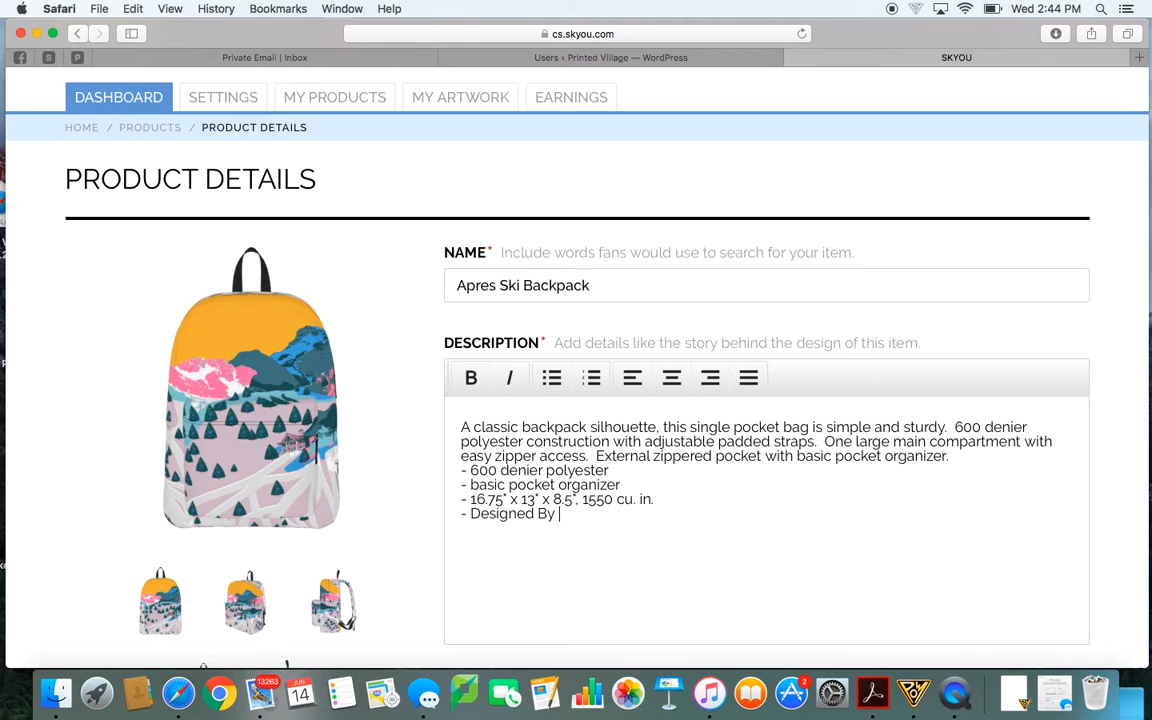 Safari File Edit View History Bookmarks Window Help Wed 2:44 PM
cs.skyou.com
S P Private Email | Inbox Users ‹ Printed Village — WordPress SKYOU
DASHBOARD SETTINGS MY PRODUCTS MY ARTWORK EARNINGS
HOME / PRODUCTS / PRODUCT DETAILS
PRODUCT DETAILS
NAME* Include words fans would use to search for your item.
Apres Ski Backpack
DESCRIPTION* Add details like the story behind the design of this item.
B I
A classic backpack silhouette, this single pocket bag is simple and sturdy. 600 denier
polyester construction with adjustable padded straps. One large main compartment with
easy zipper access. External zippered pocket with basic pocket organizer.
- 600 denier polyester
- basic pocket organizer
- 16.75" x 13" x 8.5", 1550 cu. in.
- Designed By
13263 JUN 14 2